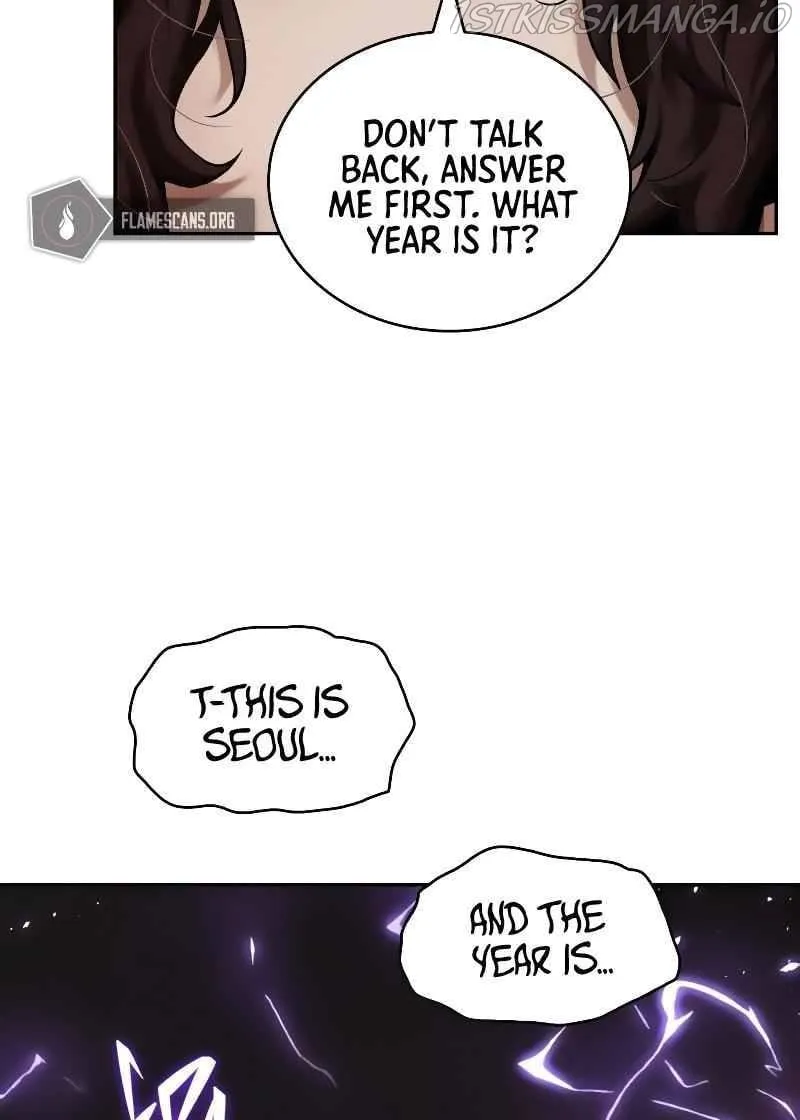 1STKISSMANGA.IO
DON'T TALK
BACK, ANSWER
ME FIRST. WHAT
YEAR IS IT?
FLAMESCANS.ORG
T-THIS IS
SEOUL...
AND THE
YEAR IS...